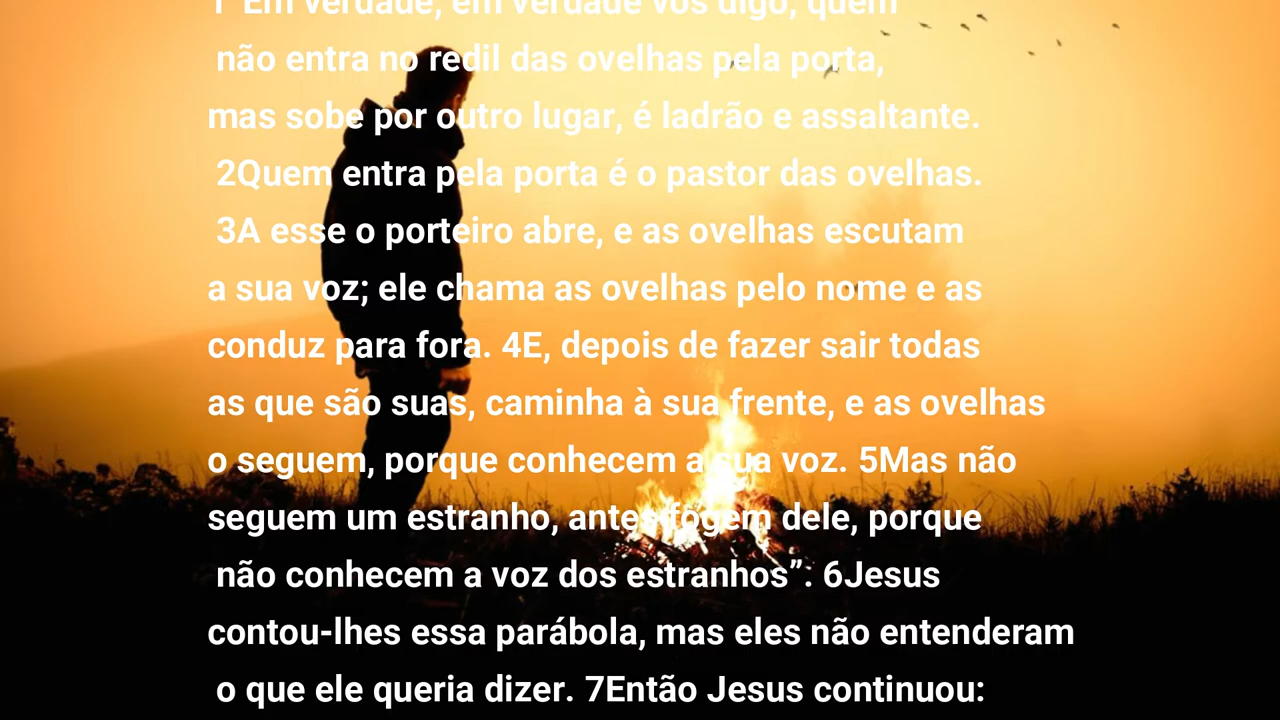 1"Em verdade, em verdade vos digo, quem
não entra no redil das ovelhas pela porta,
mas sobe por outro lugar, é ladrão e assaltante.
2Quem entra pela porta é o pastor das ovelhas.
3A esse o porteiro abre, e as ovelhas escutam
a sua voz; ele chama as ovelhas pelo nome e as
conduz para fora. 4E, depois de fazer sair todas
as que são suas, caminha à sua frente, e as ovelhas
o seguem, porque conhecem a sua voz. 5Mas não
seguem um estranho, antes fogem dele, porque
não conhecem a voz dos estranhos”. 6Jesus
contou-lhes essa parábola, mas eles não entenderam
o que ele queria dizer. 7Então Jesus continuou: